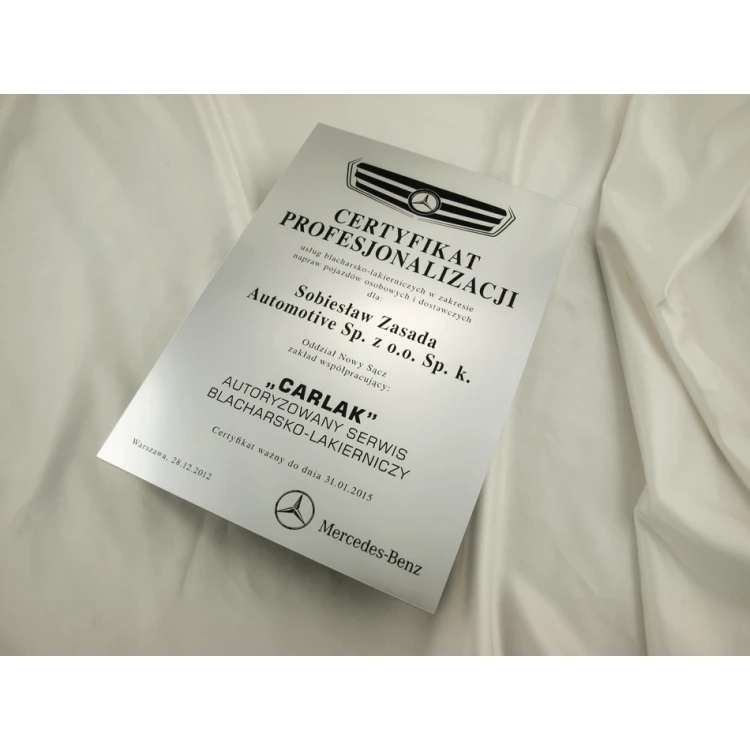 CERTYFIKAT
PROFESJONALIZACJI
usług blacharsko-lakierniczych w zakresie
napraw pojazdów osobowych i dostawczych
dla:
Sobiesław Zasada
Automotive Sp. z o.o. Sp. k.
Oddział Nowy Sącz
zakład współpracujący:
„CARLAK”
AUTORYZOWANY SERWIS
BLACHARSKO-LAKIERNICZY
Certyfikat ważny do dnia 31.01.2015
Warszawa, 28.12.2012
Mercedes-Benz